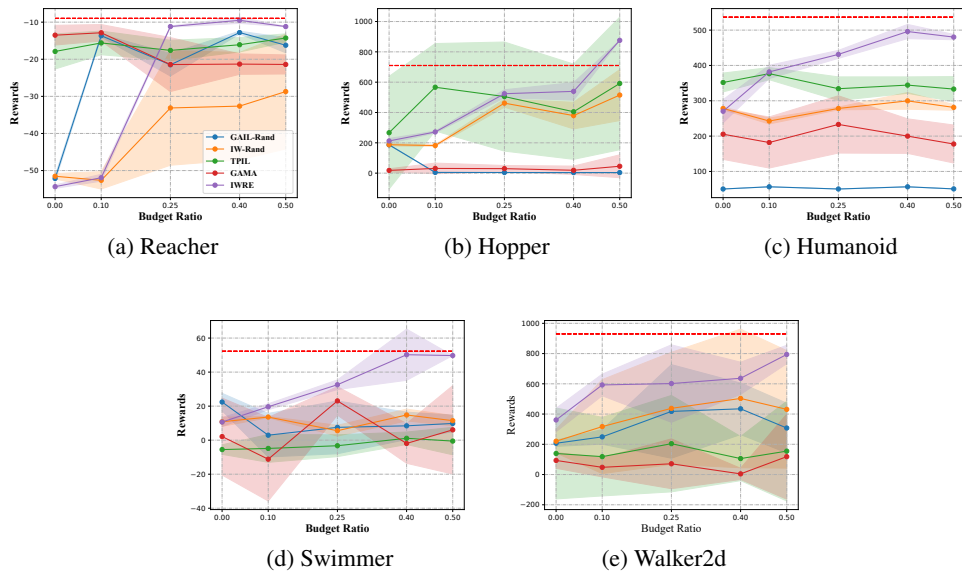 −10
−20
−30
−40
−50
Rewards
GAIL-Rand
IW-Rand
TPIL
GAMA
IWRE
0.00 0.10 0.25 0.40 0.50
Budget Ratio
(a) Reacher
1000
800
600
400
200
0
Rewards
0.00 0.10 0.25 0.40 0.50
Budget Ratio
(b) Hopper
500
400
300
200
100
Rewards
0.00 0.10 0.25 0.40 0.50
Budget Ratio
(c) Humanoid
60
40
20
0
−20
−40
Rewards
0.00 0.10 0.25 0.40 0.50
Budget Ratio
(d) Swimmer
1000
800
600
400
200
0
−200
Rewards
0.00 0.10 0.25 0.40 0.50
Budget Ratio
(e) Walker2d